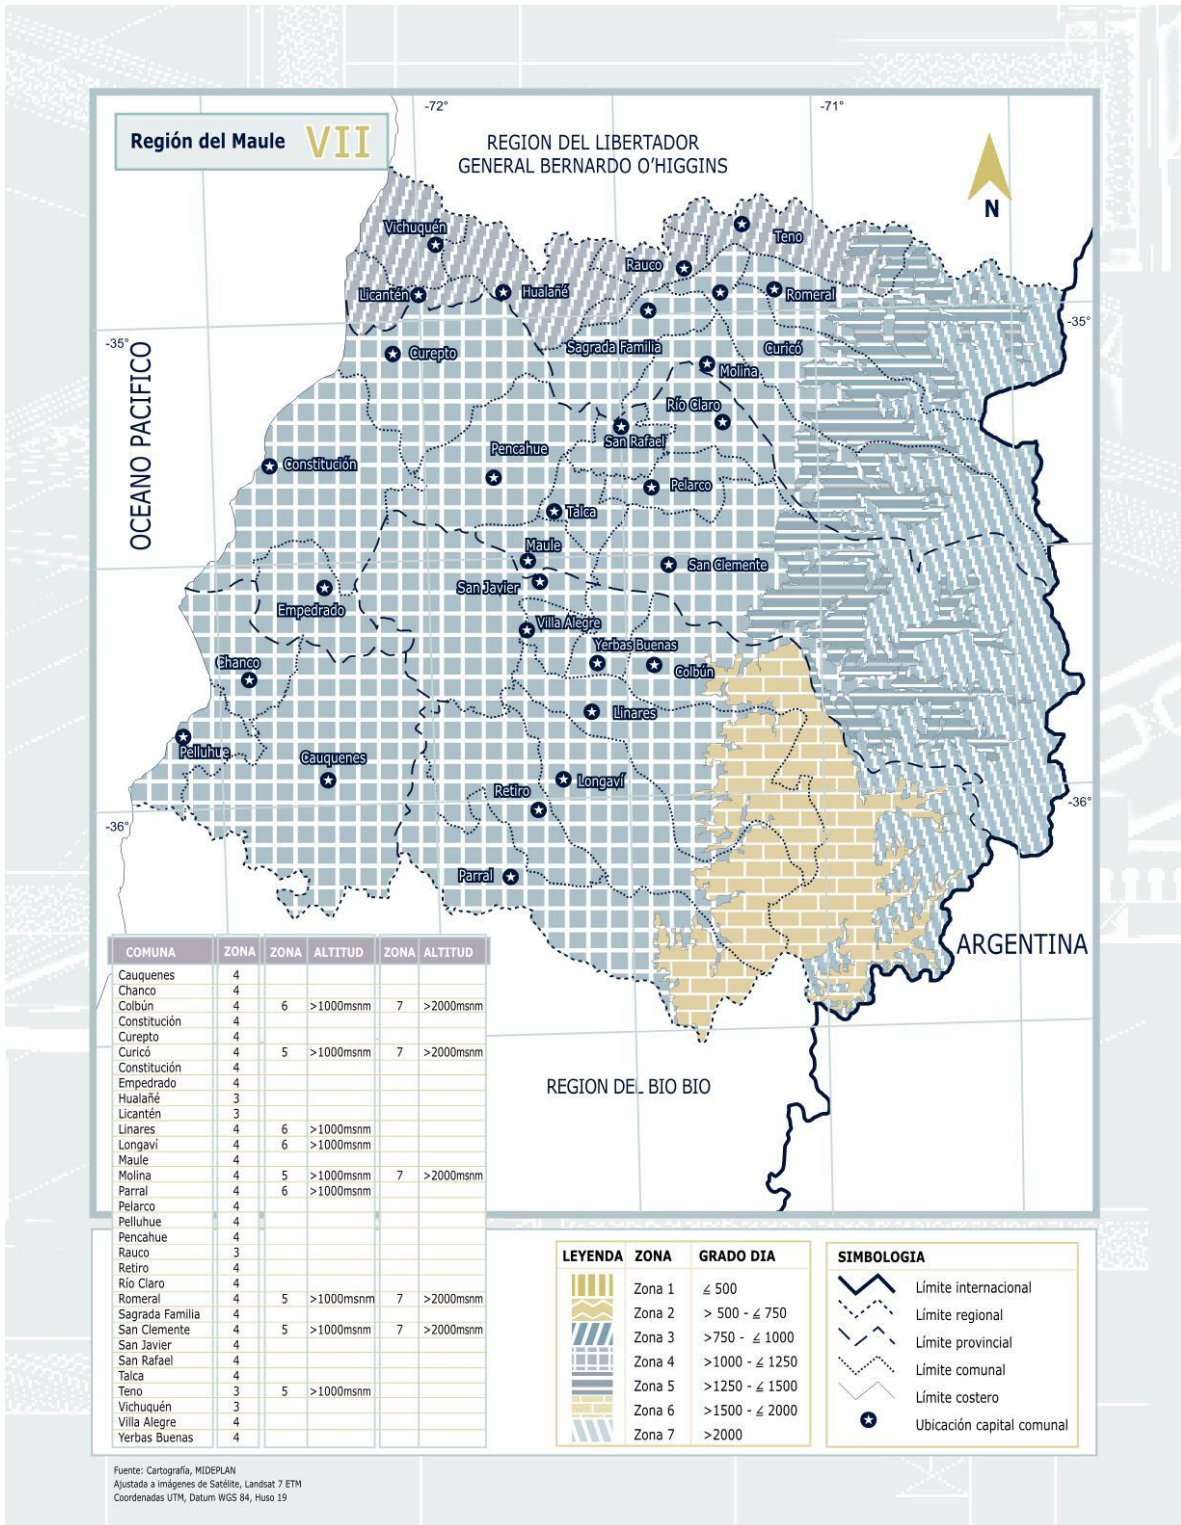 -72°
-71°
Región del Maule VII
REGION DEL LIBERTADOR
GENERAL BERNARDO O'HIGGINS
N
Vichuquén
Teno
Rauco
Licantén
Hualañé
Romeral
-35°
-35°
Sagrada Familia
Curicó
Curepto
Molina
Río Claro
San Rafael
OCEANO PACIFICO
Pencahue
Constitución
Pelarco
Talca
Maule
San Clemente
San Javier
Empedrado
Villa Alegre
Yerbas Buenas
Chanco
Colbún
Linares
Pelluhue
Cauquenes
Longaví
Retiro
-36°
-36°
Parral
ARGENTINA
REGION DEL BIO BIO
COMUNA ZONA ZONA ALTITUD ZONA ALTITUD
Cauquenes 4
Chanco 4
Colbún 4 6 >1000msnm 7 >2000msnm
Constitución 4
Curepto 4
Curicó 4 5 >1000msnm 7 >2000msnm
Constitución 4
Empedrado 4
Hualañé 3
Licantén 3
Linares 4 6 >1000msnm
Longaví 4 6 >1000msnm
Maule 4
Molina 4 5 >1000msnm 7 >2000msnm
Parral 4 6 >1000msnm
Pelarco 4
Pelluhue 4
Pencahue 4
Rauco 3
Retiro 4
Río Claro 4
Romeral 4 5 >1000msnm 7 >2000msnm
Sagrada Familia 4
San Clemente 4 5 >1000msnm 7 >2000msnm
San Javier 4
San Rafael 4
Talca 4
Teno 3 5 >1000msnm
Vichuquén 3
Villa Alegre 4
Yerbas Buenas 4
LEYENDA ZONA GRADO DIA
Zona 1 ≤ 500
Zona 2 > 500 - ≤ 750
Zona 3 >750 - ≤ 1000
Zona 4 >1000 - ≤ 1250
Zona 5 >1250 - ≤ 1500
Zona 6 >1500 - ≤ 2000
Zona 7 >2000
SIMBOLOGIA
Límite internacional
Límite regional
Límite provincial
Límite comunal
Límite costero
Ubicación capital comunal
Fuente: Cartografía, MIDEPLAN
Ajustada a imágenes de Satélite, Landsat 7 ETM
Coordenadas UTM, Datum WGS 84, Huso 19